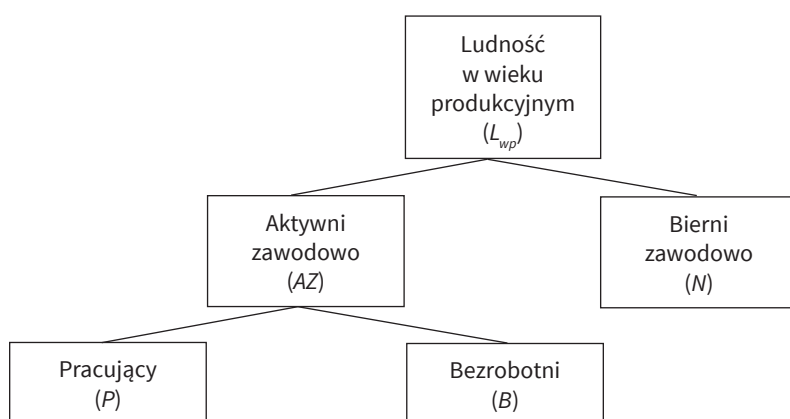 Ludność
w wieku
produkcyjnym
(Lwp)
Aktywni
zawodowo
(AZ)
Bierni
zawodowo
(N)
Pracujący
(P)
Bezrobotni
(B)